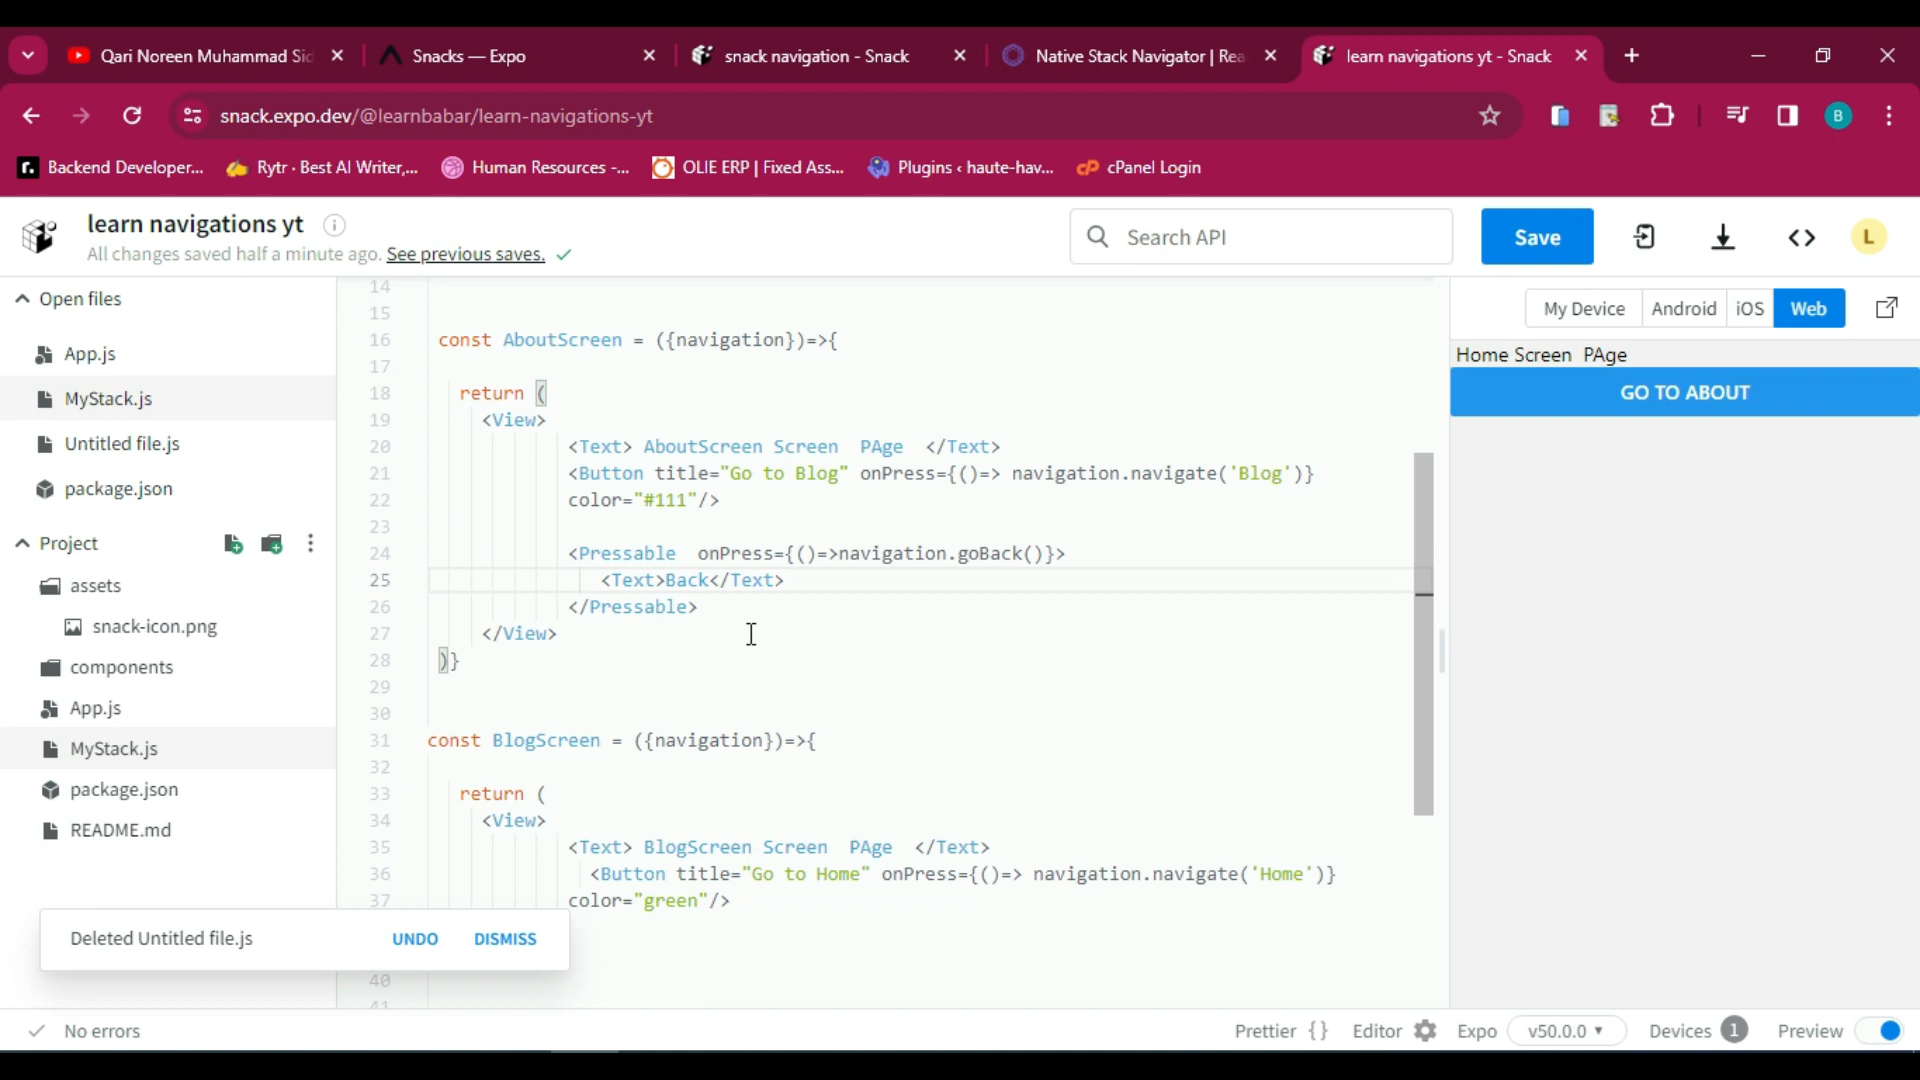 Qari Noreen Muhammad Sid
Snacks — Expo
snack navigation - Snack
Native Stack Navigator | Rea
learn navigations yt - Snack
snack.expo.dev/@learnbabar/learn-navigations-yt
B
Backend Developer...
Rytr · Best AI Writer,...
Human Resources -...
OLIE ERP | Fixed Ass...
Plugins ‹ haute-hav...
cPanel Login
learn navigations yt
All changes saved half a minute ago. See previous saves.
Search API
Save
L
Open files
App.js
MyStack.js
Untitled file.js
package.json
Project
assets
snack-icon.png
components
App.js
MyStack.js
package.json
README.md
14
15
16 const AboutScreen = ({navigation})=>{
17
18 return (
19 <View>
20 <Text> AboutScreen Screen  PAge  </Text>
21 <Button title="Go to Blog" onPress={()=> navigation.navigate('Blog')}
22 color="#111"/>
23
24 <Pressable  onPress={()=>navigation.goBack()}>
25 <Text>Back</Text>
26 </Pressable>
27 </View>
28 )}
29
30
31 const BlogScreen = ({navigation})=>{
32
33 return (
34 <View>
35 <Text> BlogScreen Screen  PAge  </Text>
36 <Button title="Go to Home" onPress={()=> navigation.navigate('Home')}
37 color="green"/>
40
41
My Device
Android
iOS
Web
Home Screen  PAge
GO TO ABOUT
Deleted Untitled file.js
UNDO
DISMISS
No errors
Prettier {}
Editor
Expo
v50.0.0
Devices 1
Preview